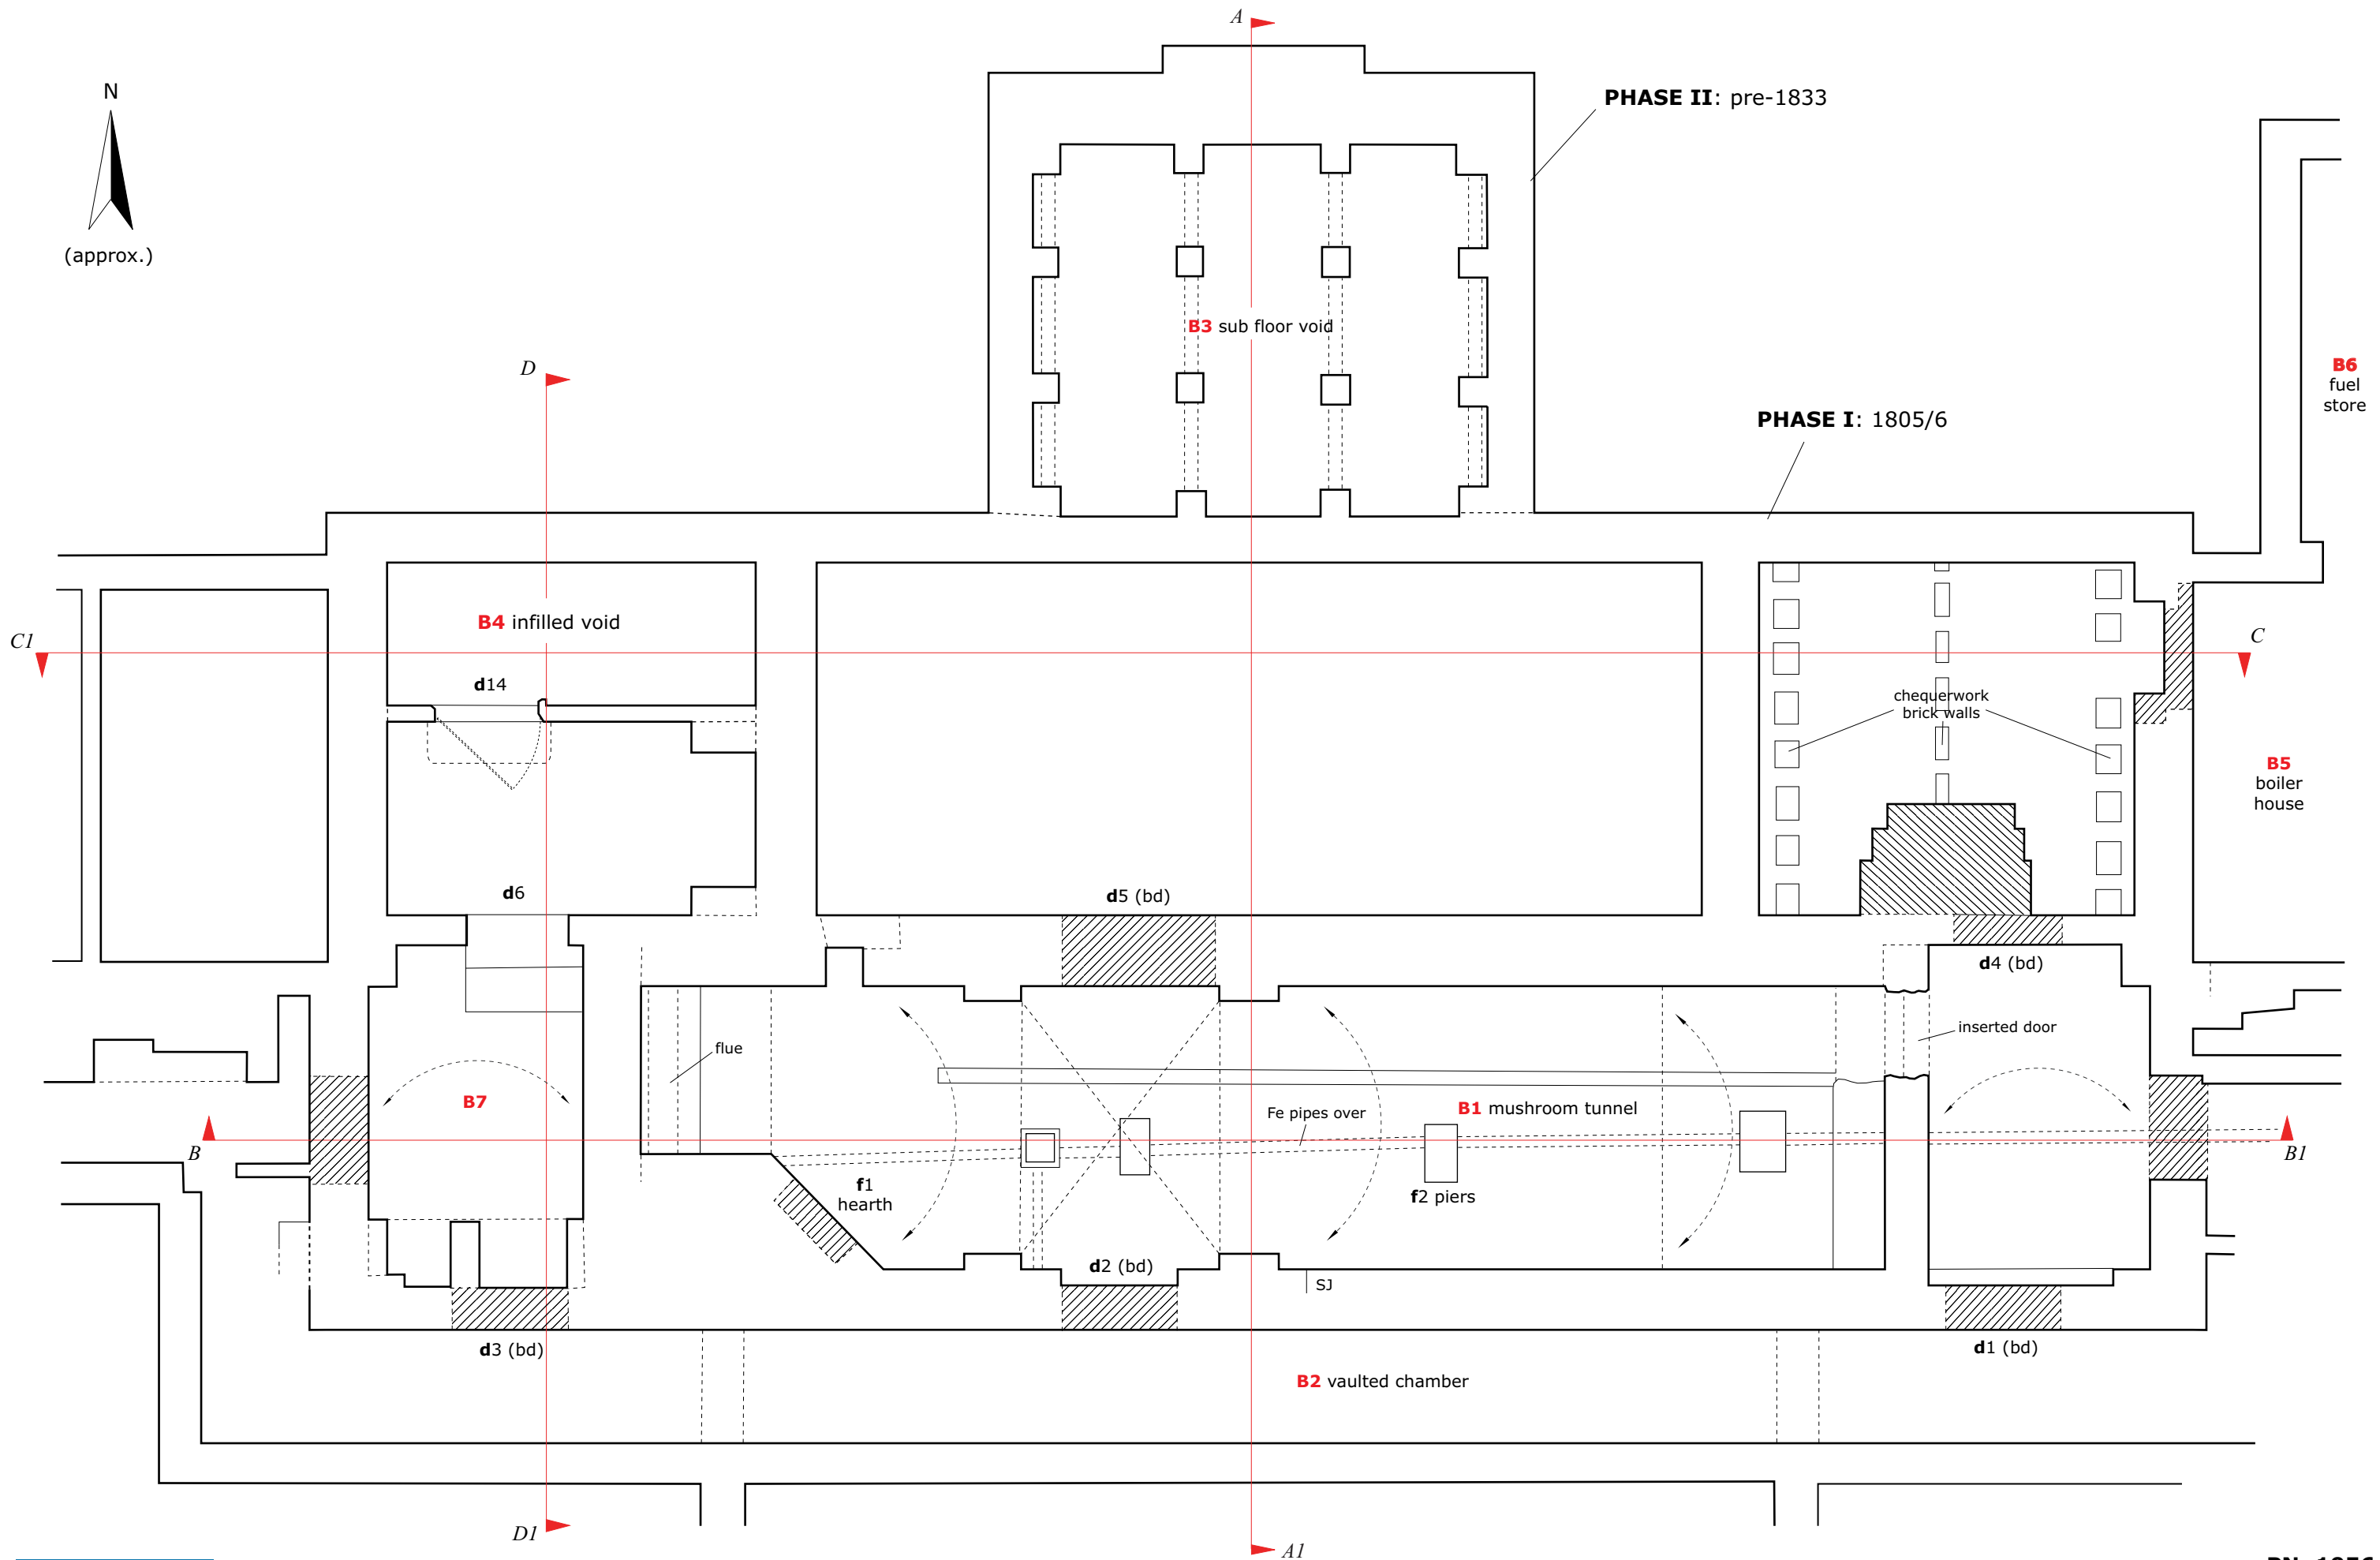 A
N
(approx.)
PHASE II: pre-1833
B3 sub floor void
D
B6
fuel
store
PHASE I: 1805/6
B4 infilled void
C1
C
d14
chequerwork
brick walls
B5
boiler
house
d6
d5 (bd)
d4 (bd)
inserted door
flue
B7
Fe pipes over
B1 mushroom tunnel
B
B1
f1
hearth
f2 piers
d2 (bd)
SJ
d3 (bd)
d1 (bd)
B2 vaulted chamber
D1
A1